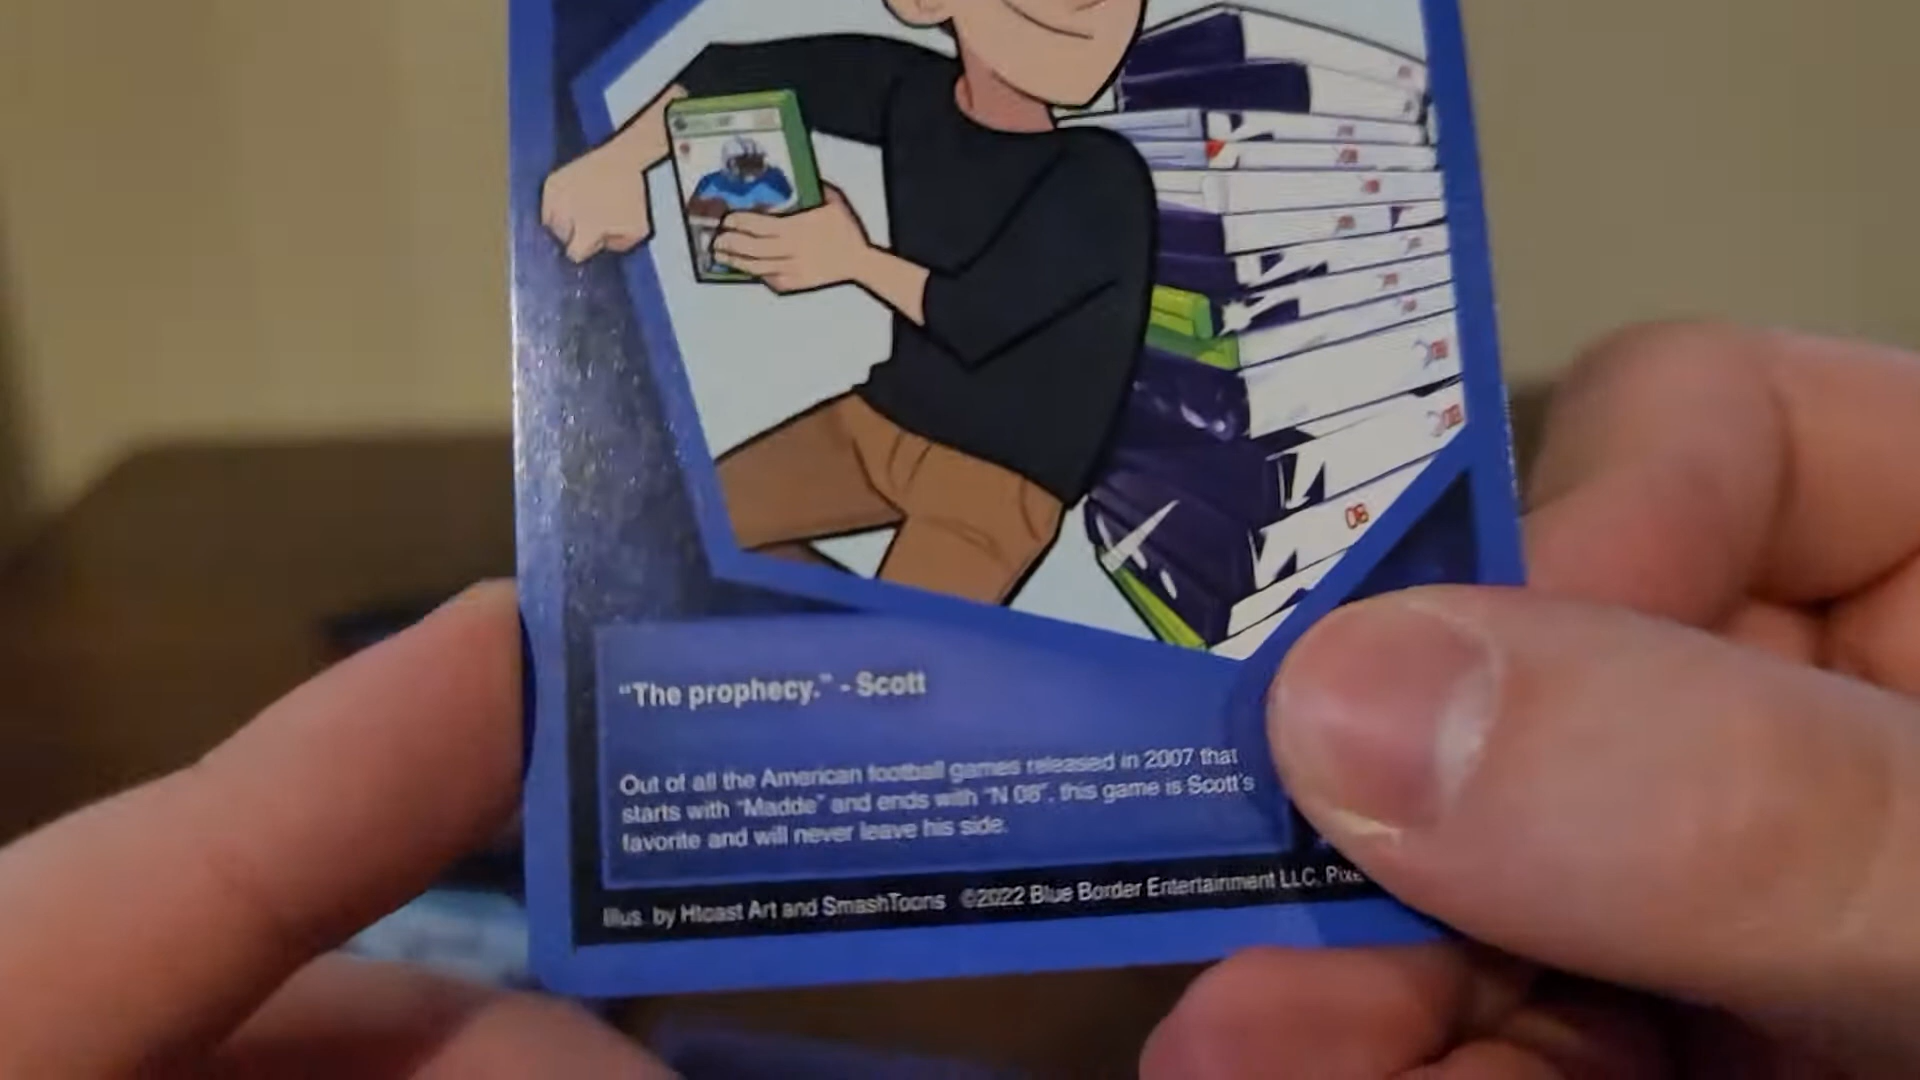 08
"The prophecy." - Scott
Out of all the American football games released in 2007 that
starts with "Madde" and ends with "N 08", this game is Scott's
favorite and will never leave his side.
Illus. by Htoast Art and SmashToons ©2022 Blue Border Entertainment LLC,